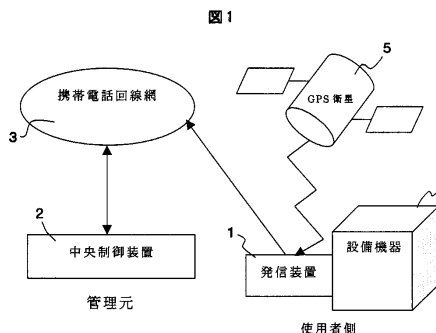 図1
5
携帯電話回線網
GPS衛星
3
2
1
設備機器
中央制御装置
発信装置
管理元
使用者側